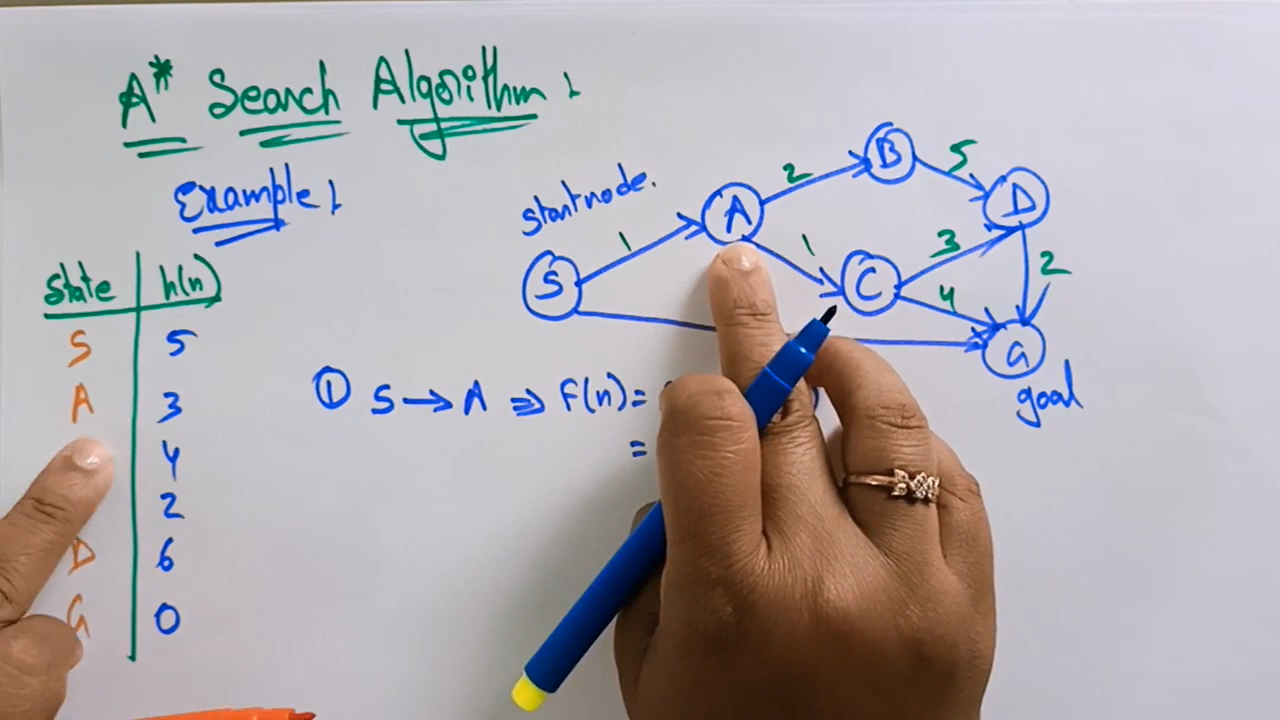 A* Search Algorithm :
Example :
start node.
S
A
B
C
D
G
1
2
5
1
3
4
2
goal
state h(n)
S 5
A 3
4
2
D 6
G 0
① S → A ⇒ F(n) =
=